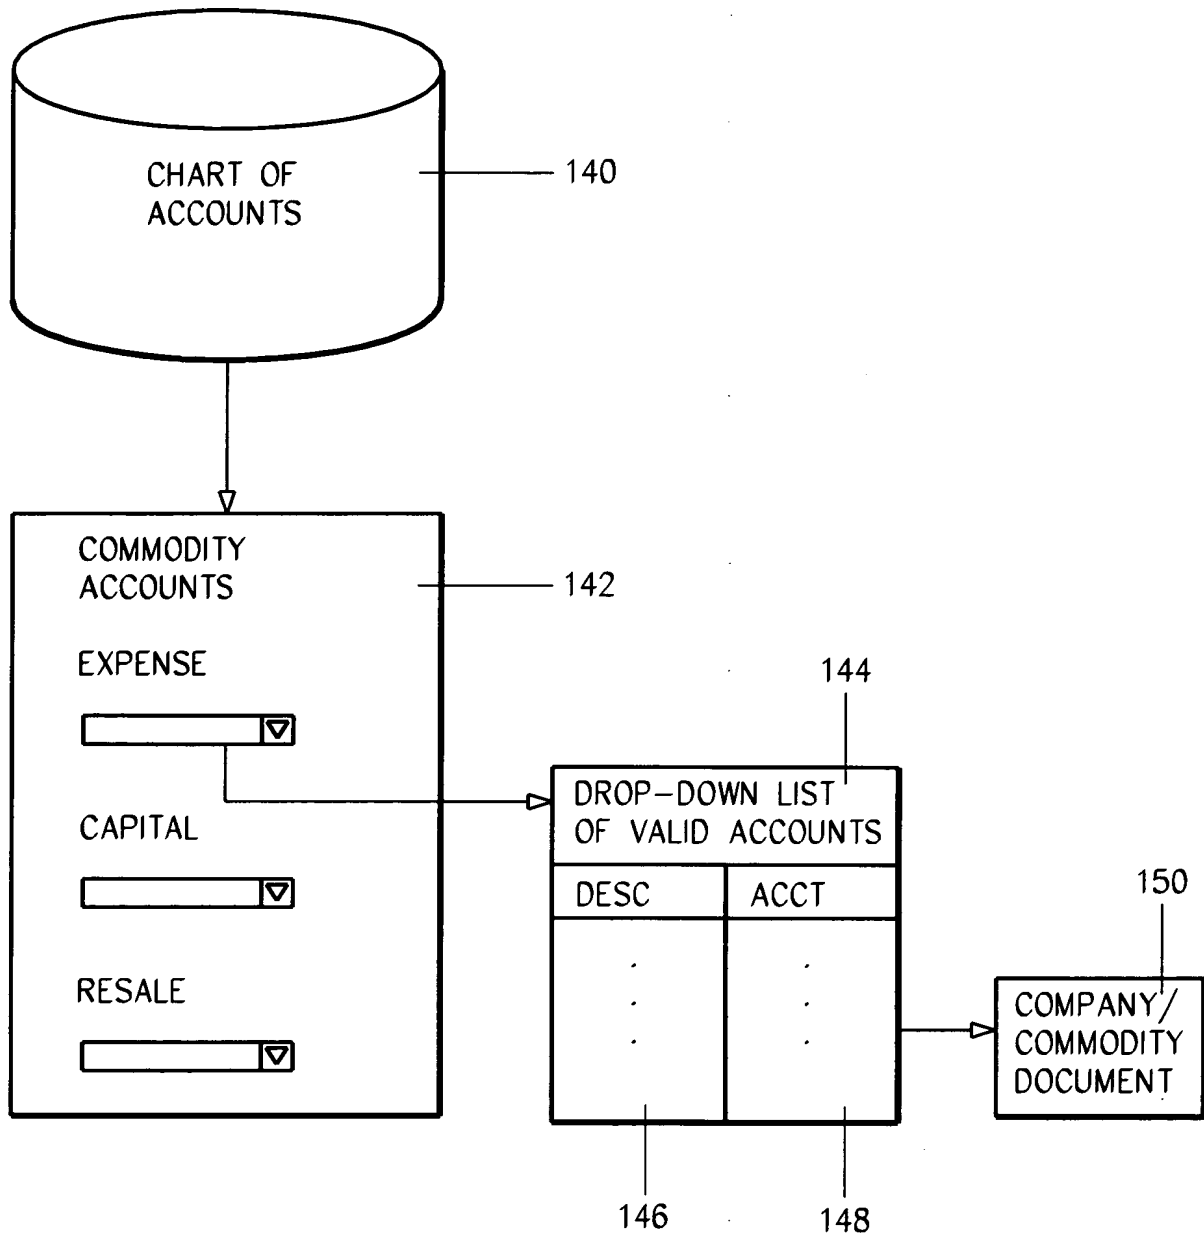 CHART OF
ACCOUNTS
140
COMMODITY
ACCOUNTS
142
EXPENSE
144
DROP-DOWN LIST
OF VALID ACCOUNTS
CAPITAL
DESC
ACCT
150
RESALE
COMPANY/
COMMODITY
DOCUMENT
146
148